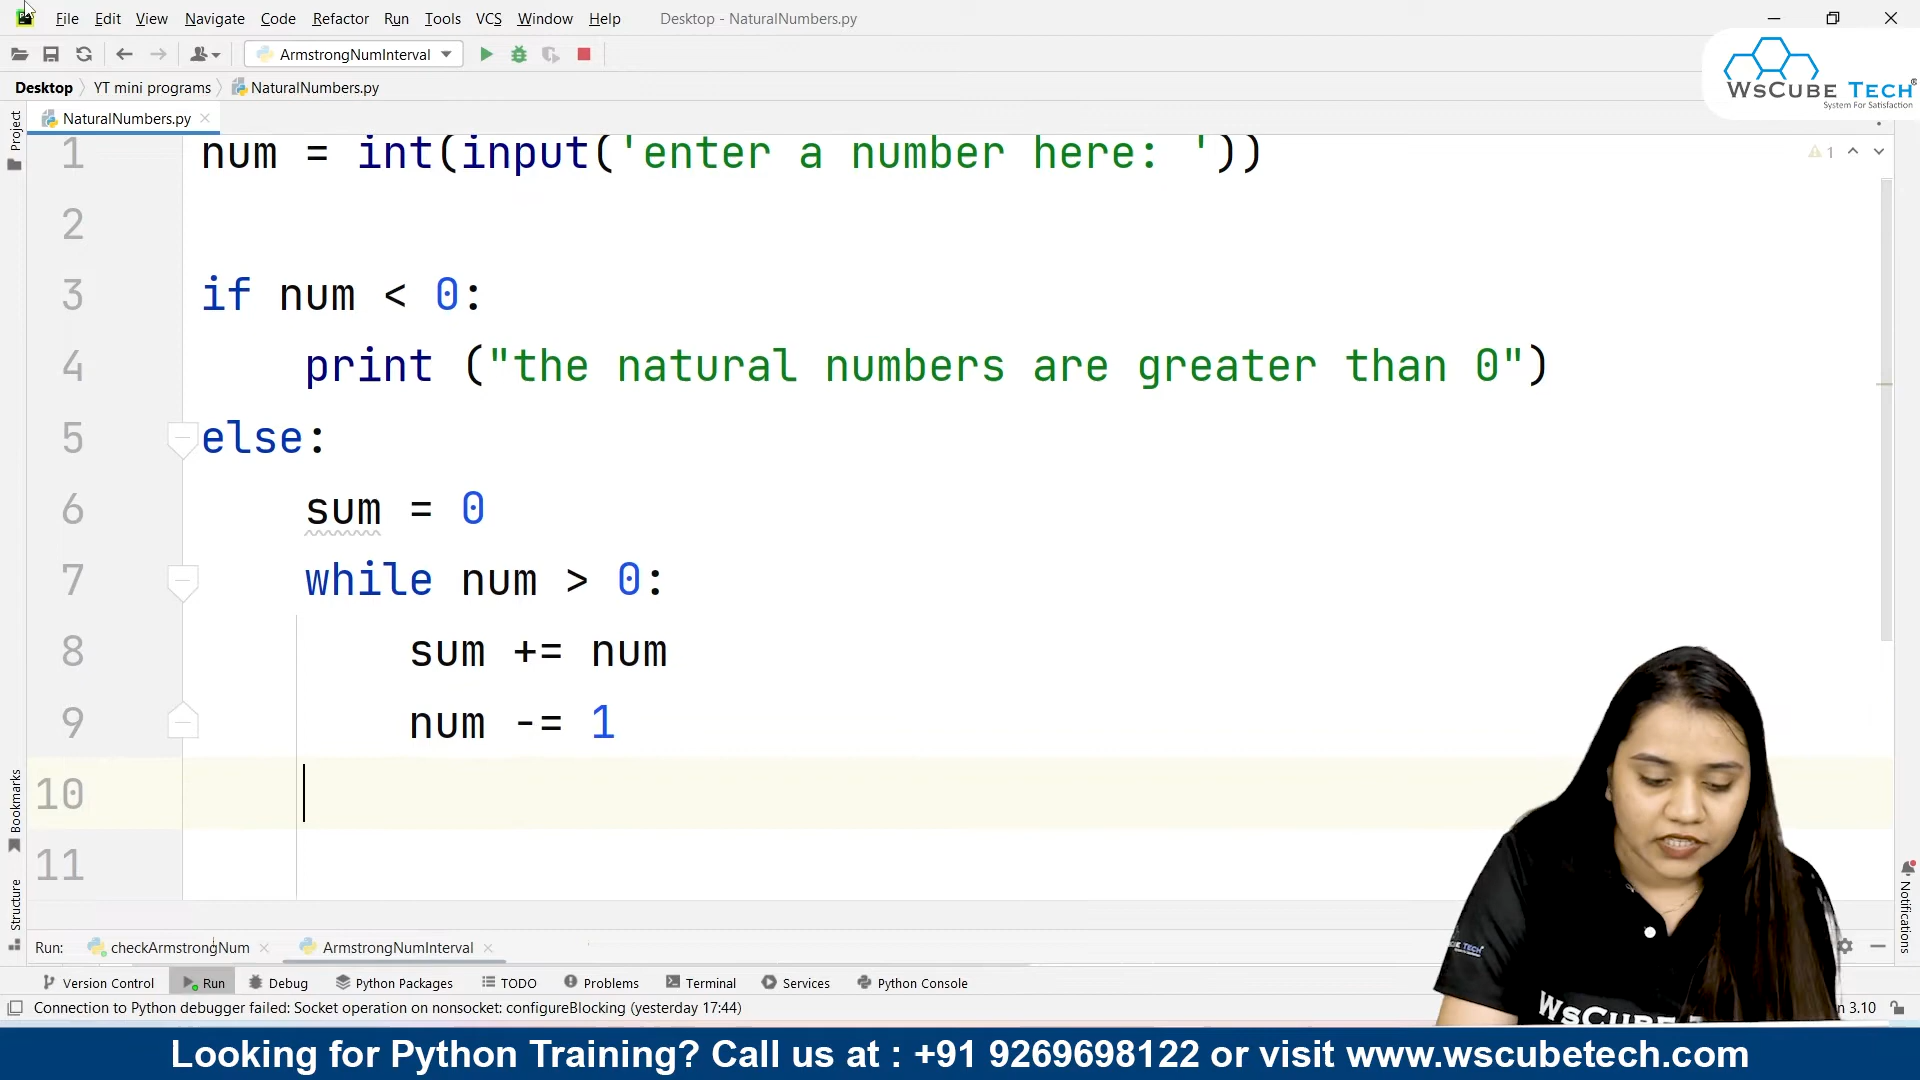 File Edit View Navigate Code Refactor Run Tools VCS Window Help Desktop - NaturalNumbers.py
ArmstrongNumInterval
WsCube Tech®
System For Satisfaction
Desktop YT mini programs NaturalNumbers.py
Project
NaturalNumbers.py
1
1 num = int(input('enter a number here: '))
2
3 if num < 0:
4 print ("the natural numbers are greater than 0")
5 else:
6 sum = 0
7 while num > 0:
8 sum += num
9 num -= 1
10
11
Bookmarks
Structure
Notifications
Run: checkArmstrongNum ArmstrongNumInterval
Version Control Run Debug Python Packages TODO Problems Terminal Services Python Console
Connection to Python debugger failed: Socket operation on nonsocket: configureBlocking (yesterday 17:44)
3.10
WsCube
Looking for Python Training? Call us at : +91 9269698122 or visit www.wscubetech.com